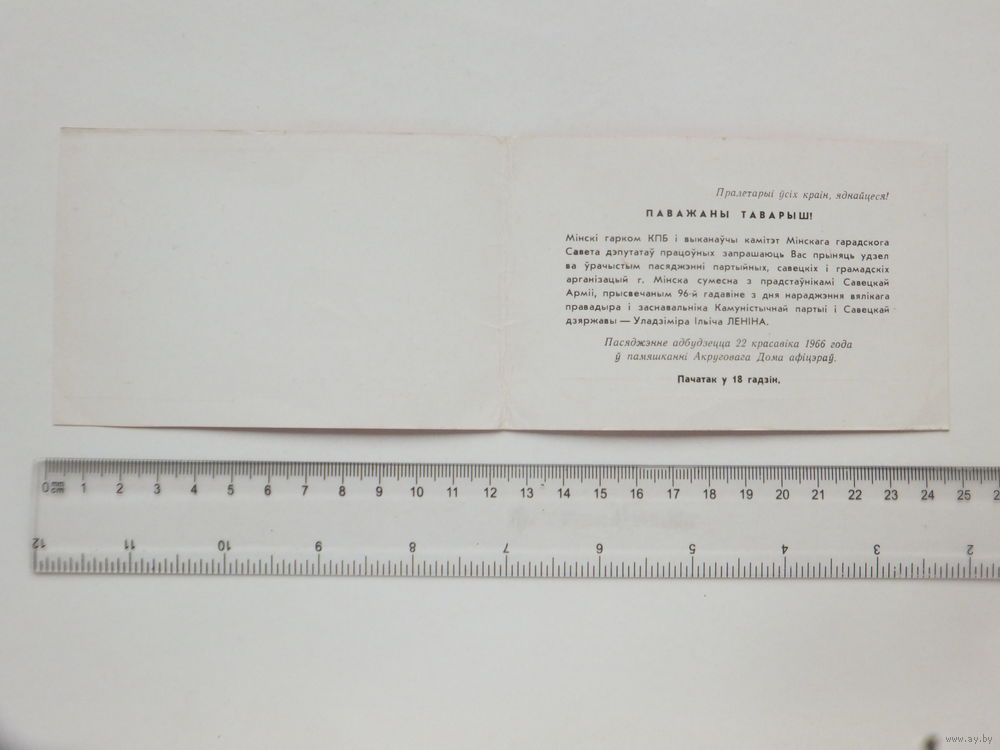 Пралетарыі ўсіх краін, яднайцеся!
ПАВАЖАНЫ ТАВАРЫШ!
Мінскі гарком КПБ і выканаўчы камітэт Мінскага гарадскога
Савета дэпутатаў працоўных запрашаюць Вас прыняць удзел
ва ўрачыстым пасяджэнні партыйных, савецкіх і грамадскіх
арганізацый г. Мінска сумесна з прадстаўнікамі Савецкай
Арміі, прысвечаным 96-й гадавіне з дня нараджэння вялікага
правадыра і заснавальніка Камуністычнай партыі і Савецкай
дзяржавы — Уладзіміра Ільіча ЛЕНІНА.
Пасяджэнне адбудзецца 22 красавіка 1966 года
ў памяшканні Акруговага Дома афіцэраў.
Пачатак у 18 гадзін.
0 mm cm 1 2 3 4 5 6 7 8 9 10 11 12 13 14 15 16 17 18 19 20 21 22 23 24 25 2
12 11 10 9 8 7 6 5 4 3 2
www.ay.by